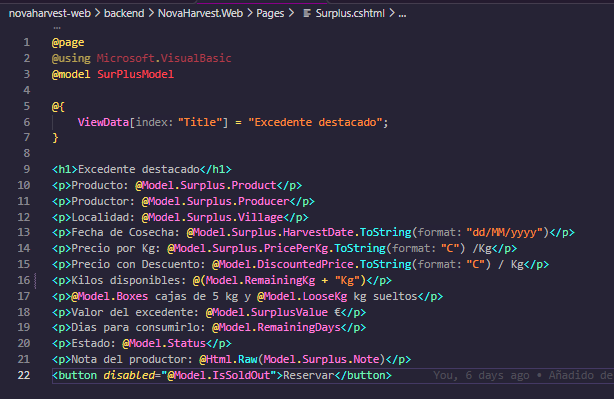 novaharvest-web > backend > NovaHarvest.Web > Pages > Surplus.cshtml > ...
...
1 @page
2 @using Microsoft.VisualBasic
3 @model SurPlusModel
4
5 @{
6 ViewData[index: "Title"] = "Excedente destacado";
7 }
8
9 <h1>Excedente destacado</h1>
10 <p>Producto: @Model.Surplus.Product</p>
11 <p>Productor: @Model.Surplus.Producer</p>
12 <p>Localidad: @Model.Surplus.Village</p>
13 <p>Fecha de Cosecha: @Model.Surplus.HarvestDate.ToString(format: "dd/MM/yyyy")</p>
14 <p>Precio por Kg: @Model.Surplus.PricePerKg.ToString(format: "C") /Kg</p>
15 <p>Precio con Descuento: @Model.DiscountedPrice.ToString(format: "C") / Kg</p>
16 <p>Kilos disponibles: @(Model.RemainingKg + "Kg")</p>
17 <p>@Model.Boxes cajas de 5 kg y @Model.LooseKg kg sueltos</p>
18 <p>Valor del excedente: @Model.SurplusValue €</p>
19 <p>Dias para consumirlo: @Model.RemainingDays</p>
20 <p>Estado: @Model.Status</p>
21 <p>Nota del productor: @Html.Raw(Model.Surplus.Note)</p>
22 <button disabled="@Model.IsSoldOut">Reservar</button> You, 6 days ago • Añadido de